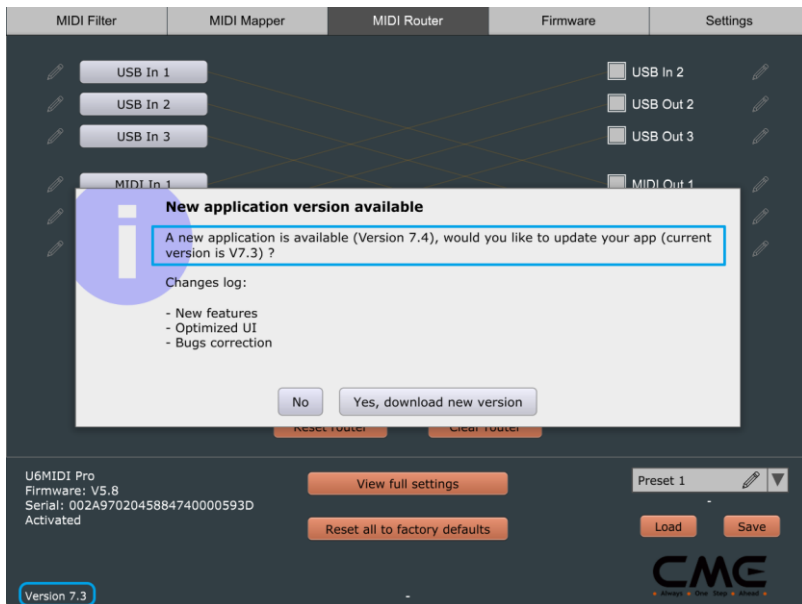 MIDI Filter MIDI Mapper MIDI Router Firmware Settings
USB In 1 USB In 2
USB In 2 USB Out 2
USB In 3 USB Out 3
MIDI In 1 MIDI Out 1
New application version available
A new application is available (Version 7.4), would you like to update your app (current
version is V7.3) ?
Changes log:
- New features
- Optimized UI
- Bugs correction
No Yes, download new version
Reset router Clear router
U6MIDI Pro
Firmware: V5.8
Serial: 002A9702045884740000593D
Activated
View full settings
Reset all to factory defaults
Preset 1
-
Load Save
CME
Always One Step Ahead
Version 7.3
-